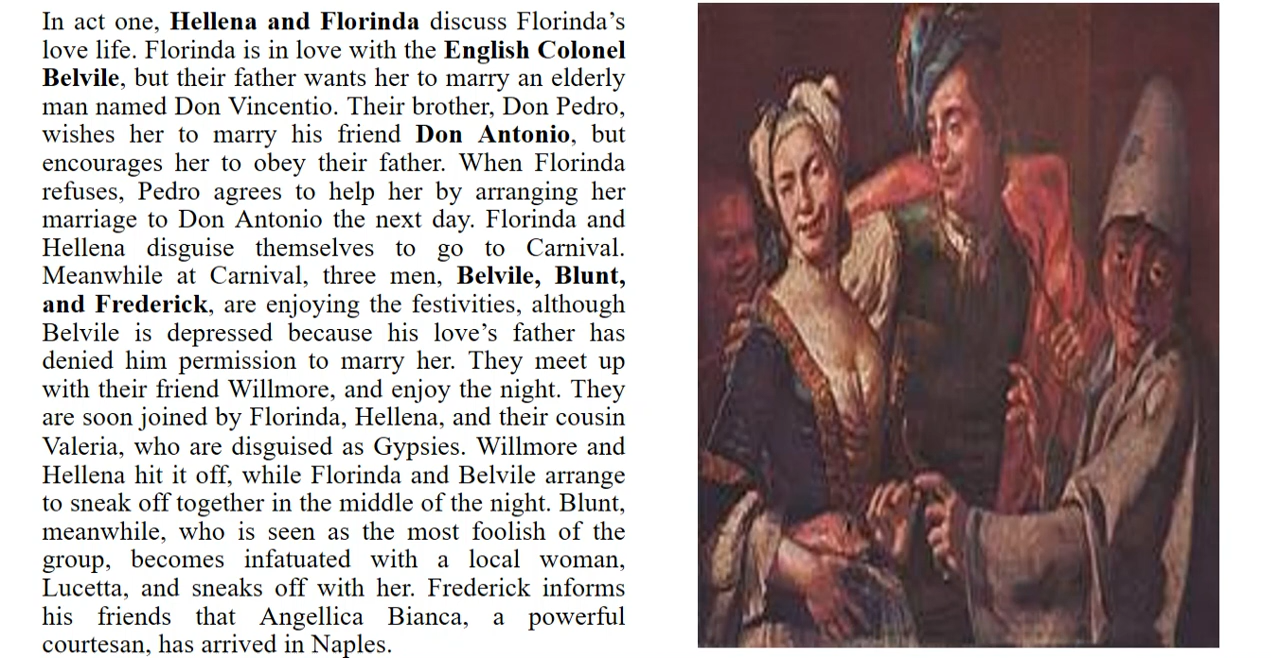 In act one, Hellena and Florinda discuss Florinda’s
love life. Florinda is in love with the English Colonel
Belvile, but their father wants her to marry an elderly
man named Don Vincentio. Their brother, Don Pedro,
wishes her to marry his friend Don Antonio, but
encourages her to obey their father. When Florinda
refuses, Pedro agrees to help her by arranging her
marriage to Don Antonio the next day. Florinda and
Hellena disguise themselves to go to Carnival.
Meanwhile at Carnival, three men, Belvile, Blunt,
and Frederick, are enjoying the festivities, although
Belvile is depressed because his love’s father has
denied him permission to marry her. They meet up
with their friend Willmore, and enjoy the night. They
are soon joined by Florinda, Hellena, and their cousin
Valeria, who are disguised as Gypsies. Willmore and
Hellena hit it off, while Florinda and Belvile arrange
to sneak off together in the middle of the night. Blunt,
meanwhile, who is seen as the most foolish of the
group, becomes infatuated with a local woman,
Lucetta, and sneaks off with her. Frederick informs
his friends that Angellica Bianca, a powerful
courtesan, has arrived in Naples.